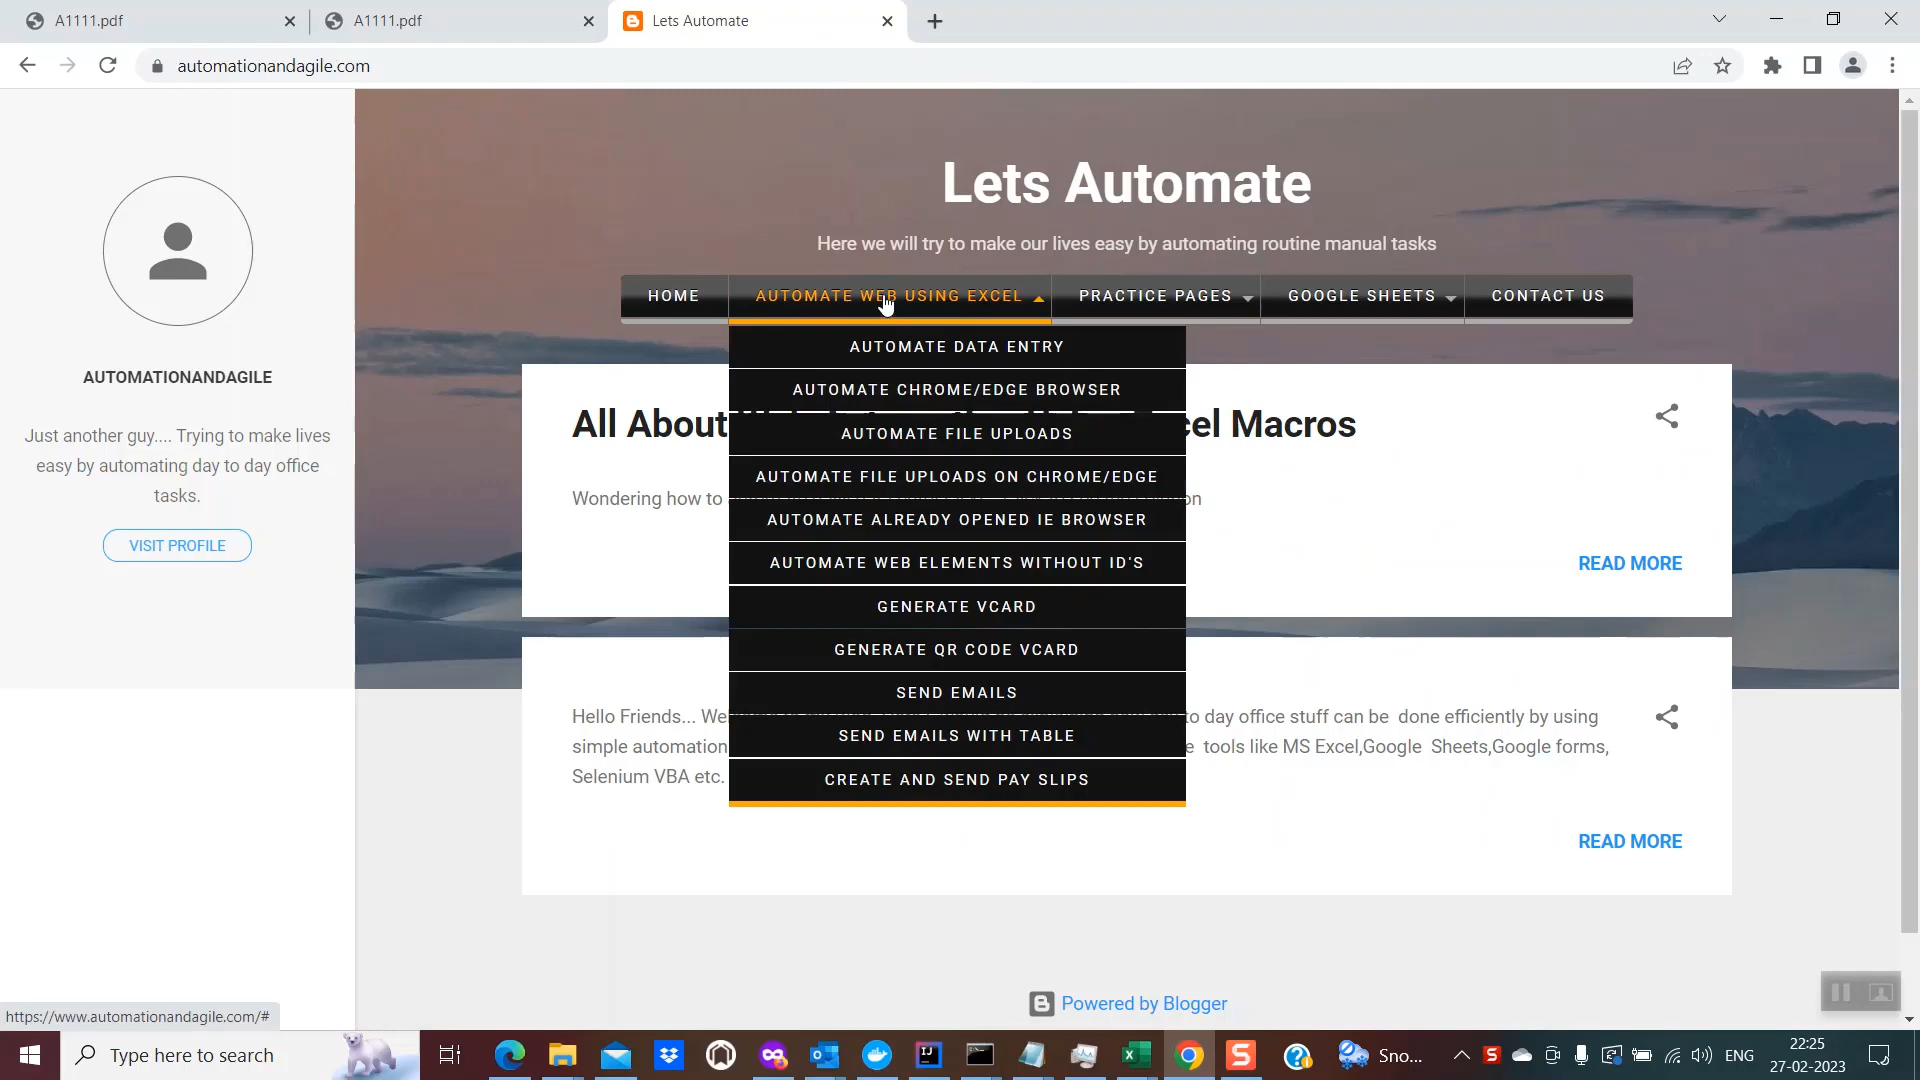 A1111.pdf
A1111.pdf
Lets Automate
automationandagile.com
Lets Automate
Here we will try to make our lives easy by automating routine manual tasks
HOME
AUTOMATE WEB USING EXCEL
PRACTICE PAGES
GOOGLE SHEETS
CONTACT US
AUTOMATE DATA ENTRY
AUTOMATE CHROME/EDGE BROWSER
AUTOMATE FILE UPLOADS
AUTOMATE FILE UPLOADS ON CHROME/EDGE
AUTOMATE ALREADY OPENED IE BROWSER
AUTOMATE WEB ELEMENTS WITHOUT ID'S
GENERATE VCARD
GENERATE QR CODE VCARD
SEND EMAILS
SEND EMAILS WITH TABLE
CREATE AND SEND PAY SLIPS
AUTOMATIONANDAGILE
Just another guy.... Trying to make lives
easy by automating day to day office
tasks.
VISIT PROFILE
All About Macros
Wondering how to
READ MORE
Hello Friends... to day office stuff can be done efficiently by using
simple automation tools like MS Excel,Google Sheets,Google forms,
Selenium VBA etc.
READ MORE
Powered by Blogger
https://www.automationandagile.com/#
Type here to search
Sno...
ENG
22:25
27-02-2023